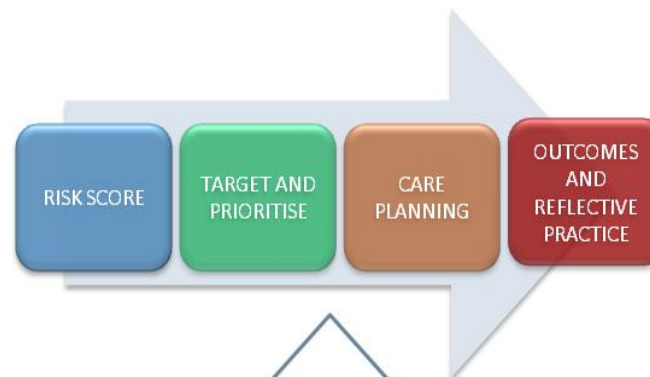 RISK SCORE
TARGET AND
PRIORITISE
CARE
PLANNING
OUTCOMES
AND
REFLECTIVE
PRACTICE